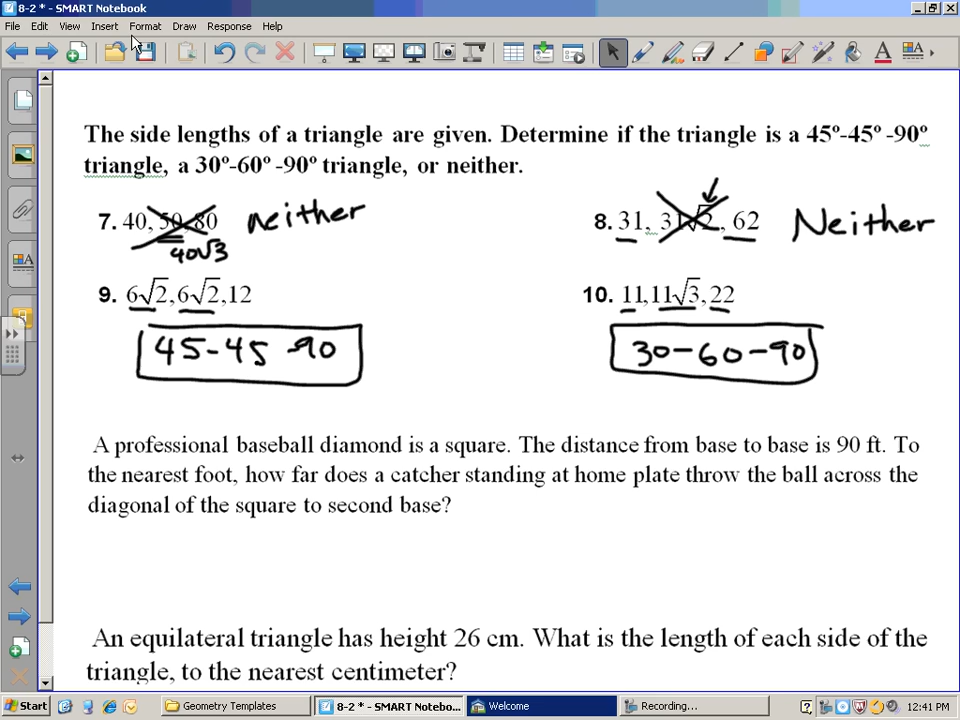 8-2 * - SMART Notebook
File Edit View Insert Format Draw Response Help
The side lengths of a triangle are given. Determine if the triangle is a 45º-45º -90º
triangle, a 30º-60º -90º triangle, or neither.
7. 40, 50, 80 neither
40√3
8. 31, 31√2, 62 Neither
9. 6√2, 6√2, 12
45-45-90
10. 11, 11√3, 22
30-60-90
A professional baseball diamond is a square. The distance from base to base is 90 ft. To
the nearest foot, how far does a catcher standing at home plate throw the ball across the
diagonal of the square to second base?
An equilateral triangle has height 26 cm. What is the length of each side of the
triangle, to the nearest centimeter?
Start Geometry Templates 8-2 * - SMART Notebo... Welcome Recording... 12:41 PM